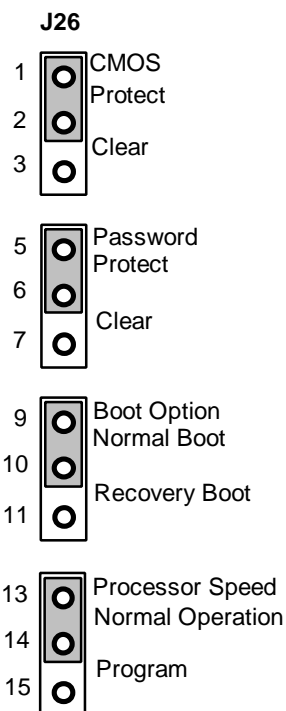 J26
1 CMOS
Protect
2
Clear
3
5 Password
Protect
6
Clear
7
9 Boot Option
Normal Boot
10
Recovery Boot
11
13 Processor Speed
Normal Operation
14
Program
15